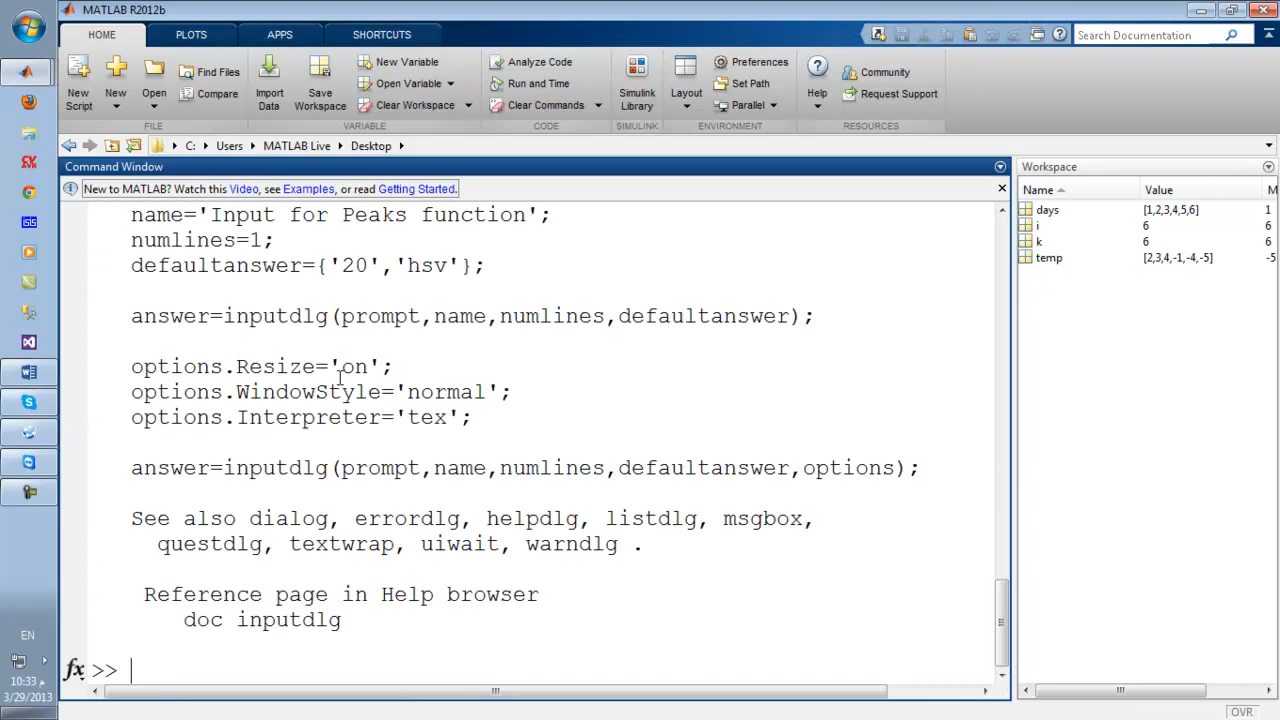 MATLAB R2012b
HOME PLOTS APPS SHORTCUTS
Search Documentation
New Script
New
Open
Find Files
Compare
Import Data
Save Workspace
New Variable
Open Variable
Clear Workspace
Analyze Code
Run and Time
Clear Commands
Simulink Library
Layout
Preferences
Set Path
Parallel
Help
Community
Request Support
FILE VARIABLE CODE SIMULINK ENVIRONMENT RESOURCES
C: Users MATLAB Live Desktop
Command Window
New to MATLAB? Watch this Video, see Examples, or read Getting Started.
name='Input for Peaks function';
numlines=1;
defaultanswer={'20','hsv'};
answer=inputdlg(prompt,name,numlines,defaultanswer);
options.Resize='on';
options.WindowStyle='normal';
options.Interpreter='tex';
answer=inputdlg(prompt,name,numlines,defaultanswer,options);
See also dialog, errordlg, helpdlg, listdlg, msgbox,
questdlg, textwrap, uiwait, warndlg .
Reference page in Help browser
doc inputdlg
fx >>
Workspace
Name Value M
days [1,2,3,4,5,6] 1
i 6 6
k 6 6
temp [2,3,4,-1,-4,-5] -5
EN
10:33 م
3/29/2013
OVR